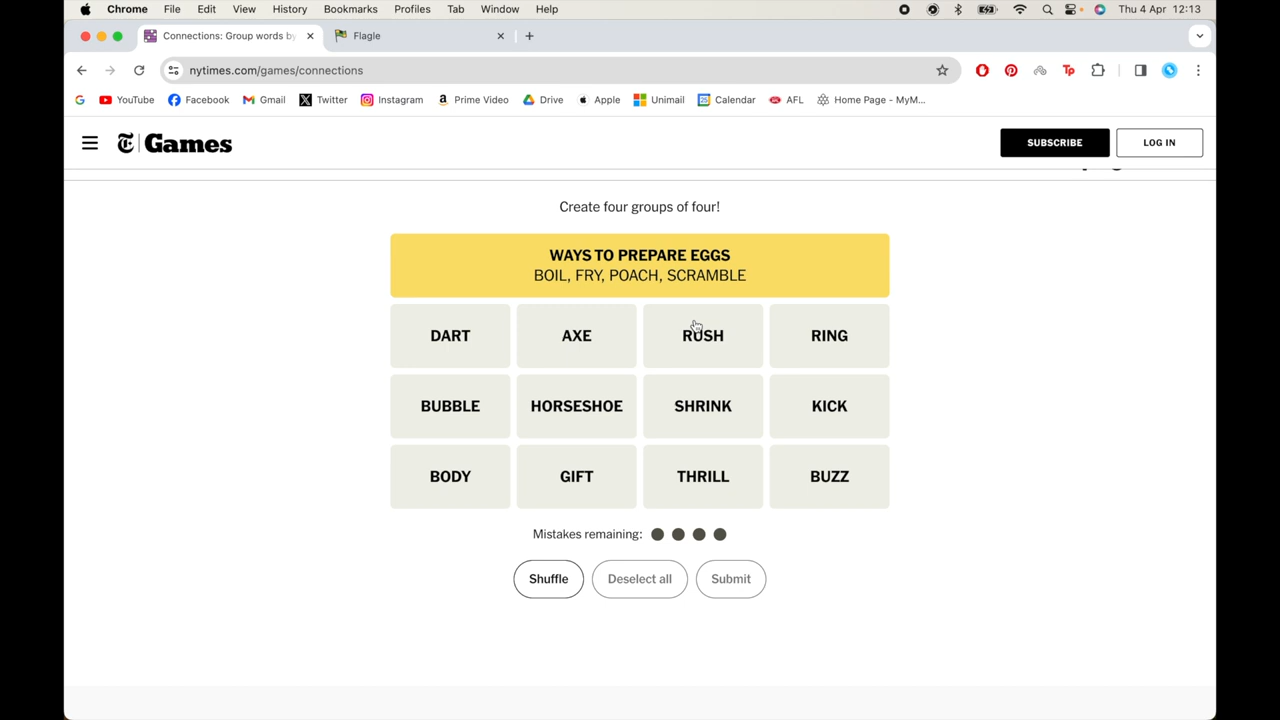 Chrome File Edit View History Bookmarks Profiles Tab Window Help Thu 4 Apr 12:13
Connections: Group words by Flagle
nytimes.com/games/connections
YouTube Facebook Gmail Twitter Instagram Prime Video Drive Apple Unimail Calendar AFL Home Page - MyM...
Games SUBSCRIBE LOG IN
Create four groups of four!
WAYS TO PREPARE EGGS
BOIL, FRY, POACH, SCRAMBLE
DART AXE RUSH RING
BUBBLE HORSESHOE SHRINK KICK
BODY GIFT THRILL BUZZ
Mistakes remaining:
Shuffle Deselect all Submit